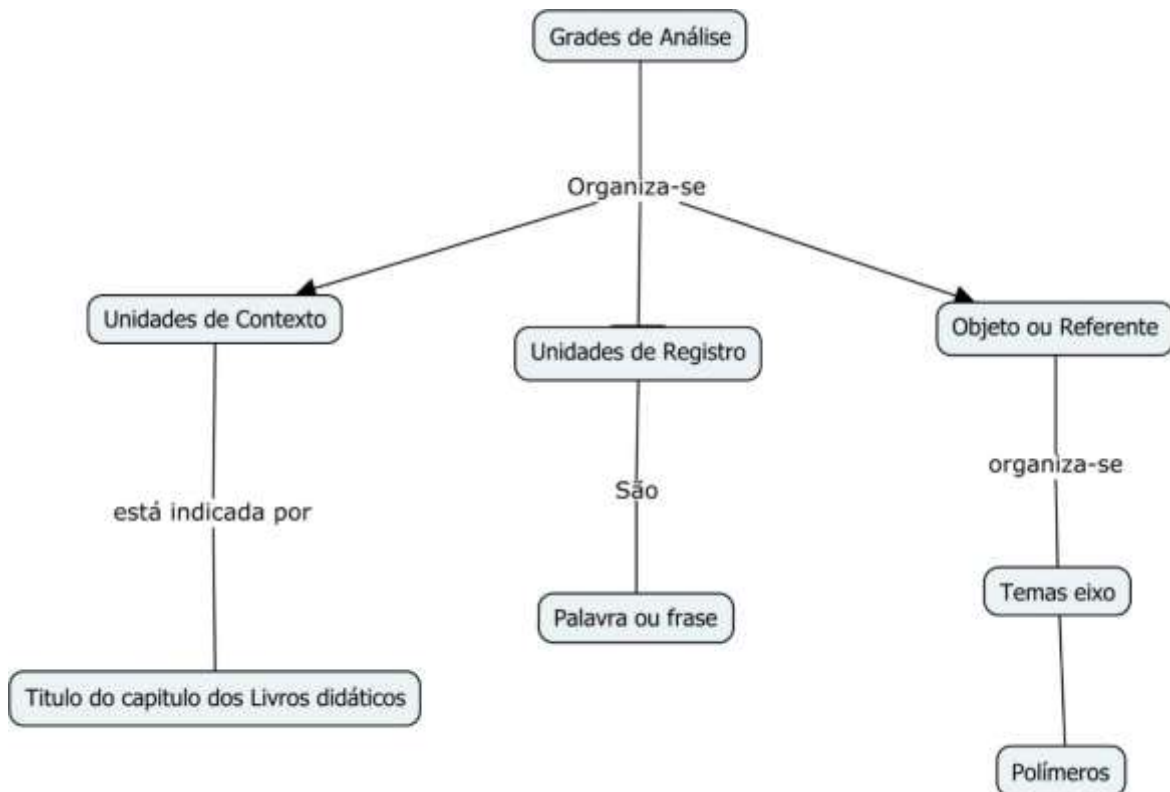 Grades de Análise
Organiza-se
Unidades de Contexto
Unidades de Registro
Objeto ou Referente
está indicada por
São
organiza-se
Titulo do capitulo dos Livros didáticos
Palavra ou frase
Temas eixo
Polímeros